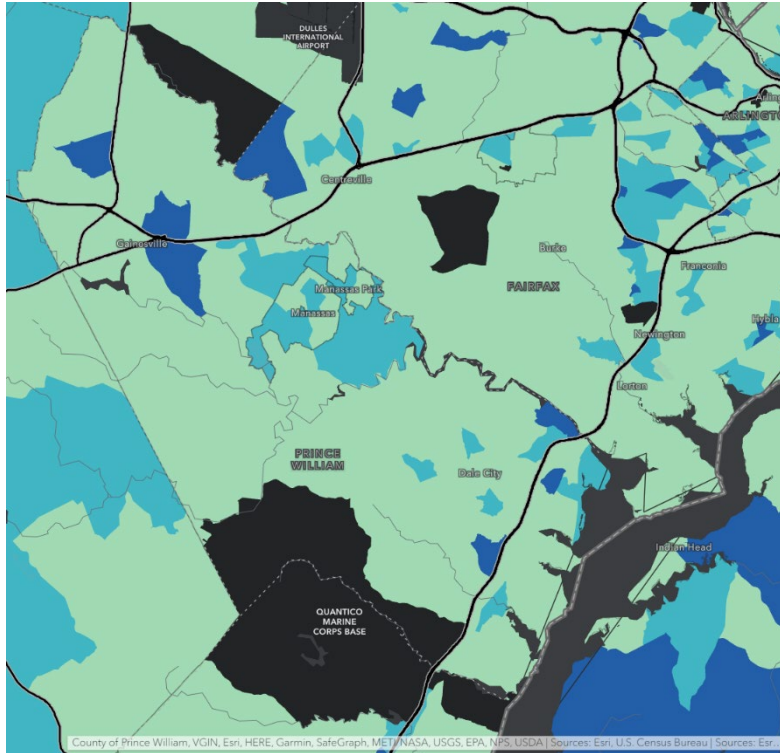 DULLES
INTERNATIONAL
AIRPORT
ARLINGTO
Centreville
Gainesville
Burke
Franconia
Manassas Park
FAIRFAX
Manassas
Newington
Lorton
PRINCE
WILLIAM
Dale City
Indian Head
QUANTICO
MARINE
CORPS BASE
County of Prince William, VGIN, Esri, HERE, Garmin, SafeGraph, METI/NASA, USGS, EPA, NPS, USDA | Sources: Esri, U.S. Census Bureau | Sources: Esri